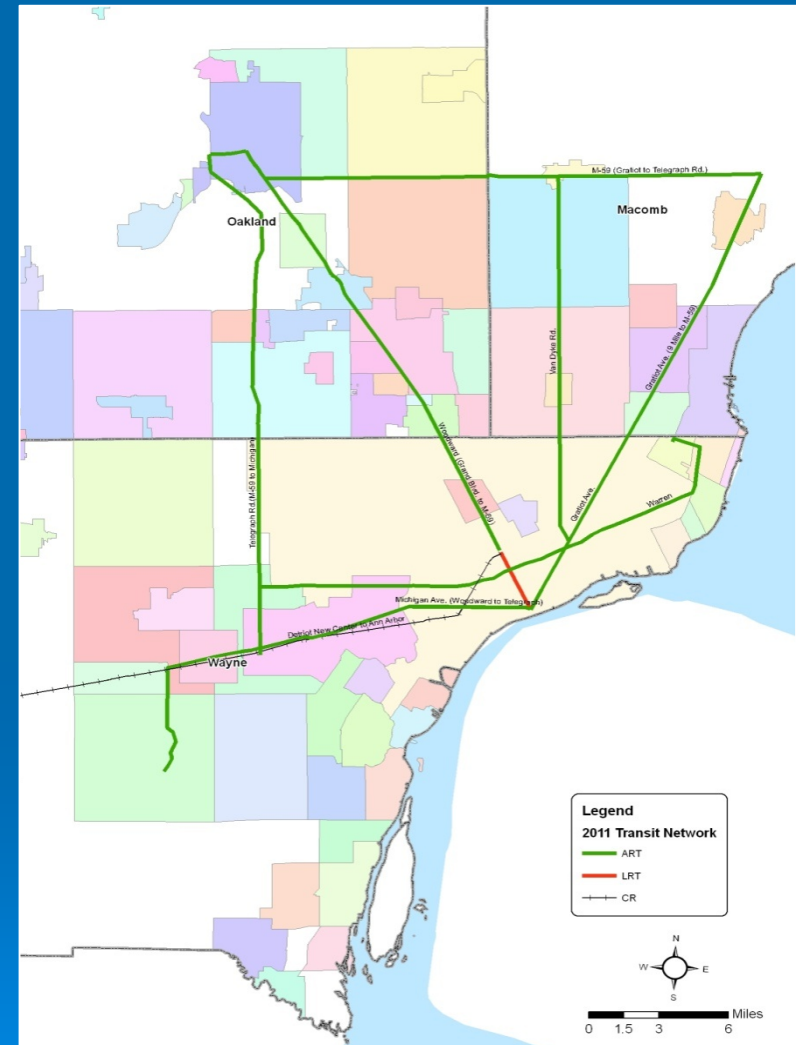 M-59 (Gratiot to Telegraph Rd.)
Macomb
Oakland
Gratiot Ave. (8 Mile to M-59)
Van Dyke Rd.
Woodward (Grand Blvd. to M-59)
Telegraph Rd.(M-59 to Michigan)
Gratiot Ave.
Warren
Michigan Ave. (Woodward to Telegraph)
Detriot New Center to Ann Arbor
Wayne
Legend
2011 Transit Network
ART
LRT
CR
N
W E
S
Miles
0 1.5 3 6